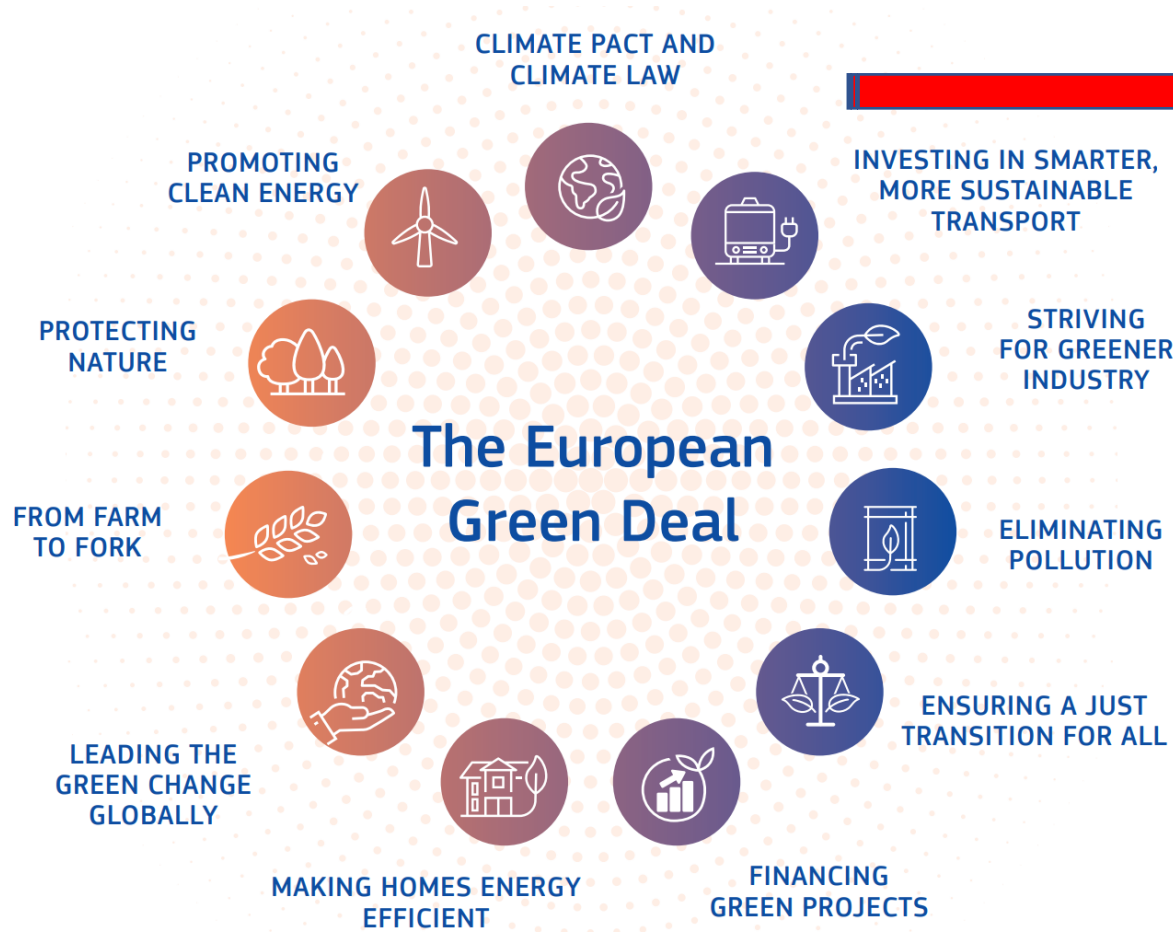 CLIMATE PACT AND
CLIMATE LAW
PROMOTING
CLEAN ENERGY
INVESTING IN SMARTER,
MORE SUSTAINABLE
TRANSPORT
PROTECTING
NATURE
STRIVING
FOR GREENER
INDUSTRY
The European
Green Deal
FROM FARM
TO FORK
ELIMINATING
POLLUTION
LEADING THE
GREEN CHANGE
GLOBALLY
ENSURING A JUST
TRANSITION FOR ALL
MAKING HOMES ENERGY
EFFICIENT
FINANCING
GREEN PROJECTS